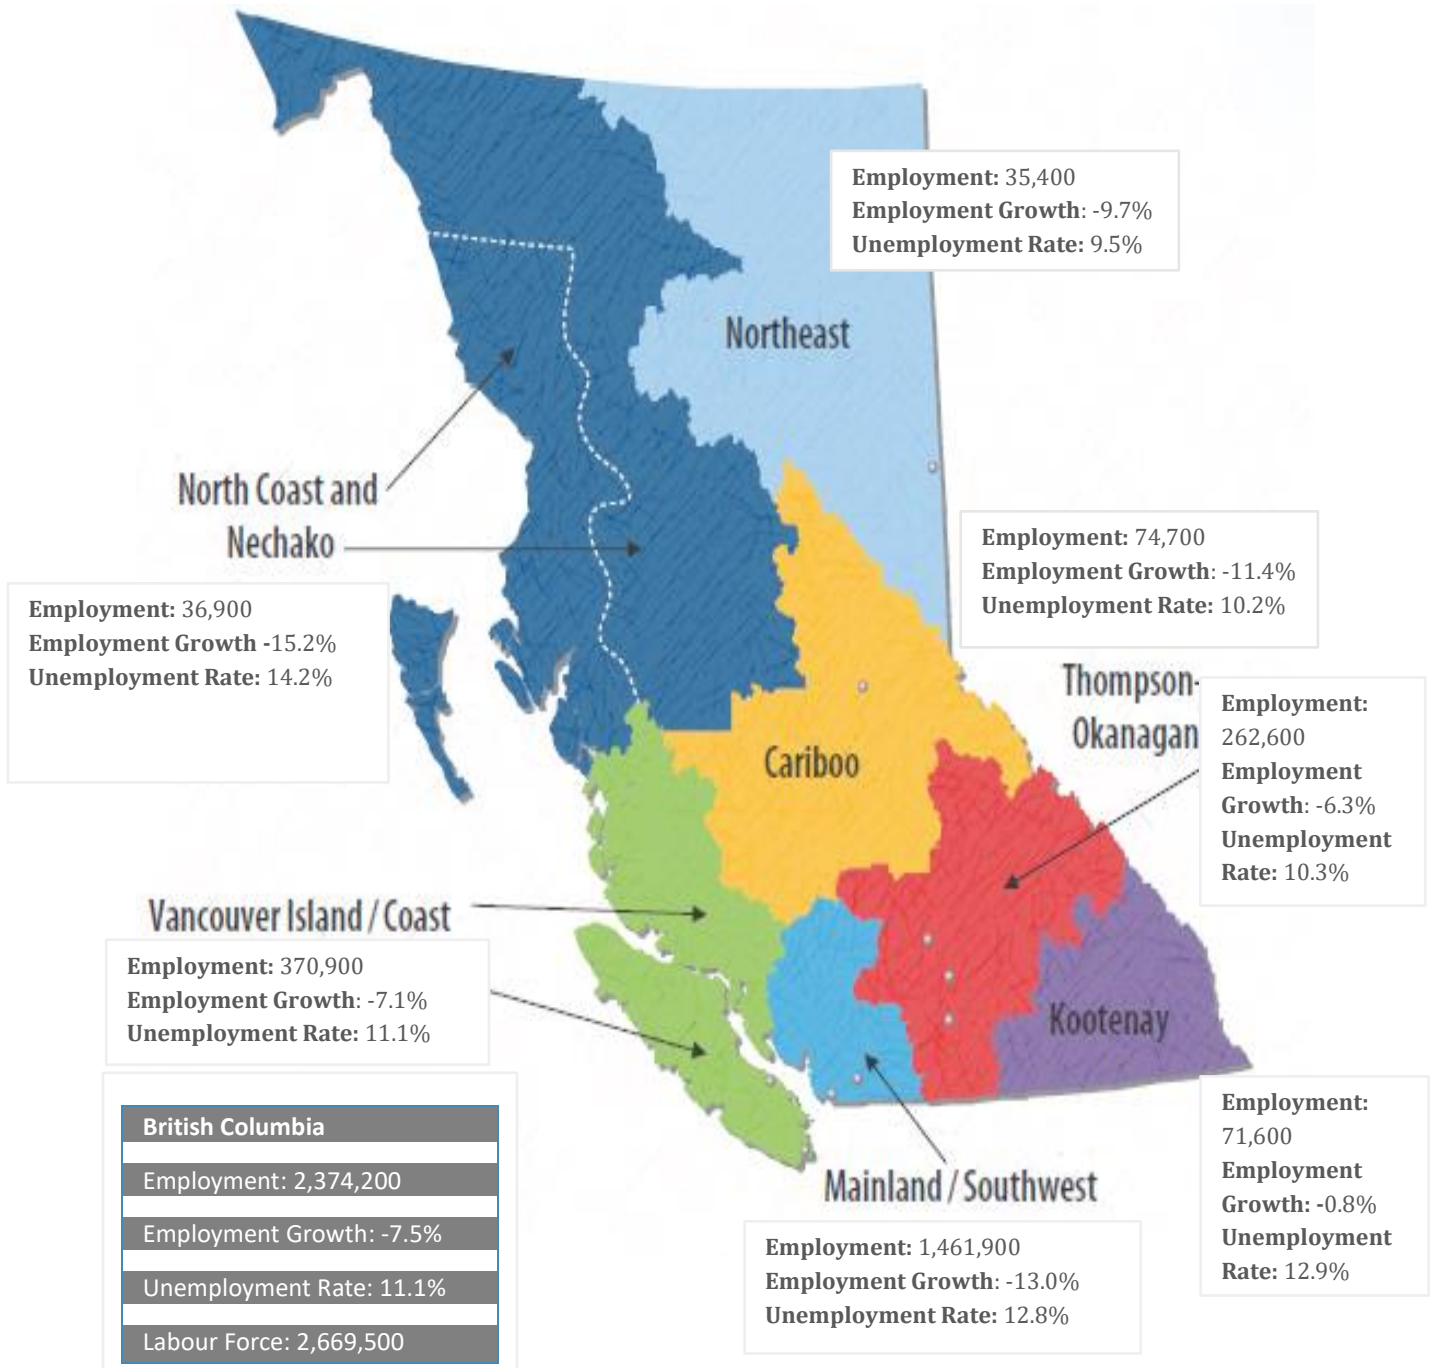 Employment: 35,400
Employment Growth: -9.7%
Unemployment Rate: 9.5%
Northeast
North Coast and
Nechako
Employment: 36,900
Employment Growth -15.2%
Unemployment Rate: 14.2%
Employment: 74,700
Employment Growth: -11.4%
Unemployment Rate: 10.2%
Cariboo
Thompson-
Okanagan
Employment:
262,600
Employment
Growth: -6.3%
Unemployment
Rate: 10.3%
Vancouver Island / Coast
Employment: 370,900
Employment Growth: -7.1%
Unemployment Rate: 11.1%
Kootenay
Employment:
71,600
Employment
Growth: -0.8%
Unemployment
Rate: 12.9%
Mainland / Southwest
Employment: 1,461,900
Employment Growth: -13.0%
Unemployment Rate: 12.8%
British Columbia
Employment: 2,374,200
Employment Growth: -7.5%
Unemployment Rate: 11.1%
Labour Force: 2,669,500